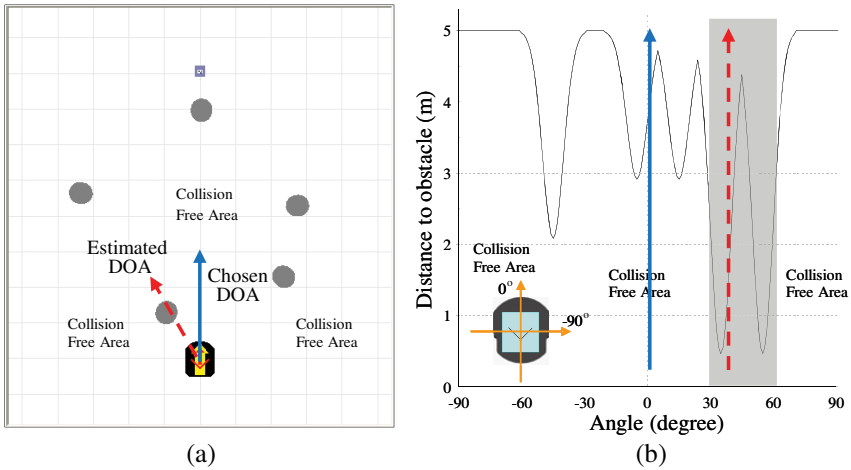 Collision
Free Area
Estimated
DOA
Chosen
DOA
Collision
Free Area
Collision
Free Area
(a)
Distance to obstacle (m)
5
4
3
2
1
0
Collision
Free Area
0°
-90°
Collision
Free Area
Collision
Free Area
-90 -60 -30 0 30 60 90
Angle (degree)
(b)